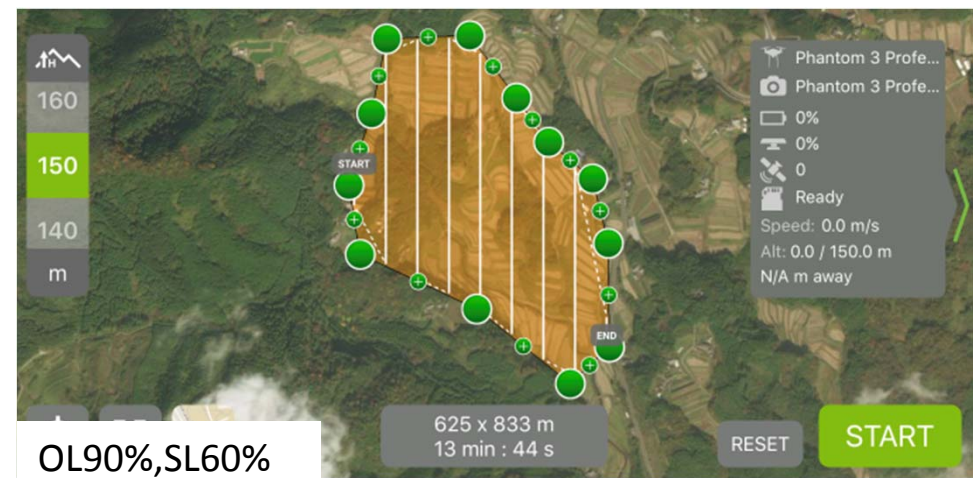 H
160
150
140
m
START
END
Phantom 3 Profe...
Phantom 3 Profe...
0%
0%
0
Ready
Speed: 0.0 m/s
Alt: 0.0 / 150.0 m
N/A m away
625 x 833 m
13 min : 44 s
RESET
START
OL90%,SL60%